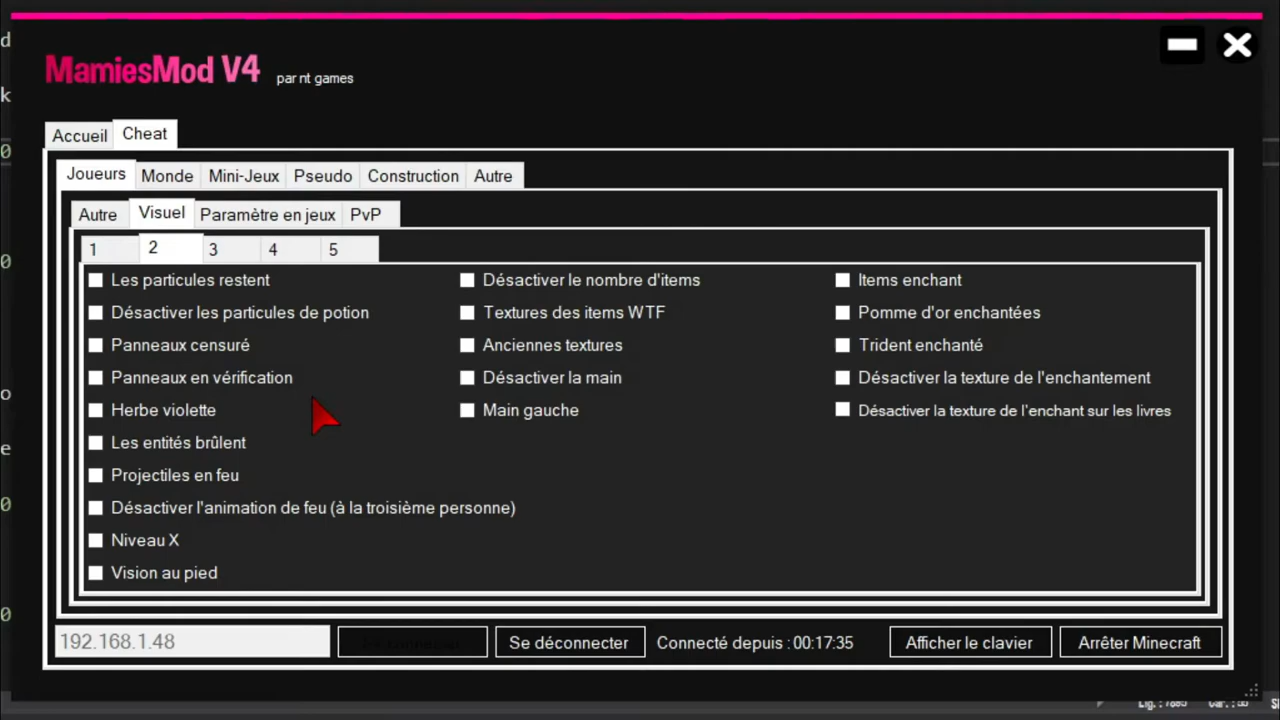 MamiesMod V4 par nt games
Accueil Cheat
Joueurs Monde Mini-Jeux Pseudo Construction Autre
Autre Visuel Paramètre en jeux PvP
1 2 3 4 5
Les particules restent Désactiver le nombre d'items Items enchant
Désactiver les particules de potion Textures des items WTF Pomme d'or enchantées
Panneaux censuré Anciennes textures Trident enchanté
Panneaux en vérification Désactiver la main Désactiver la texture de l'enchantement
Herbe violette Main gauche Désactiver la texture de l'enchant sur les livres
Les entités brûlent
Projectiles en feu
Désactiver l'animation de feu (à la troisième personne)
Niveau X
Vision au pied
192.168.1.48 Se déconnecter Connecté depuis : 00:17:35 Afficher le clavier Arrêter Minecraft